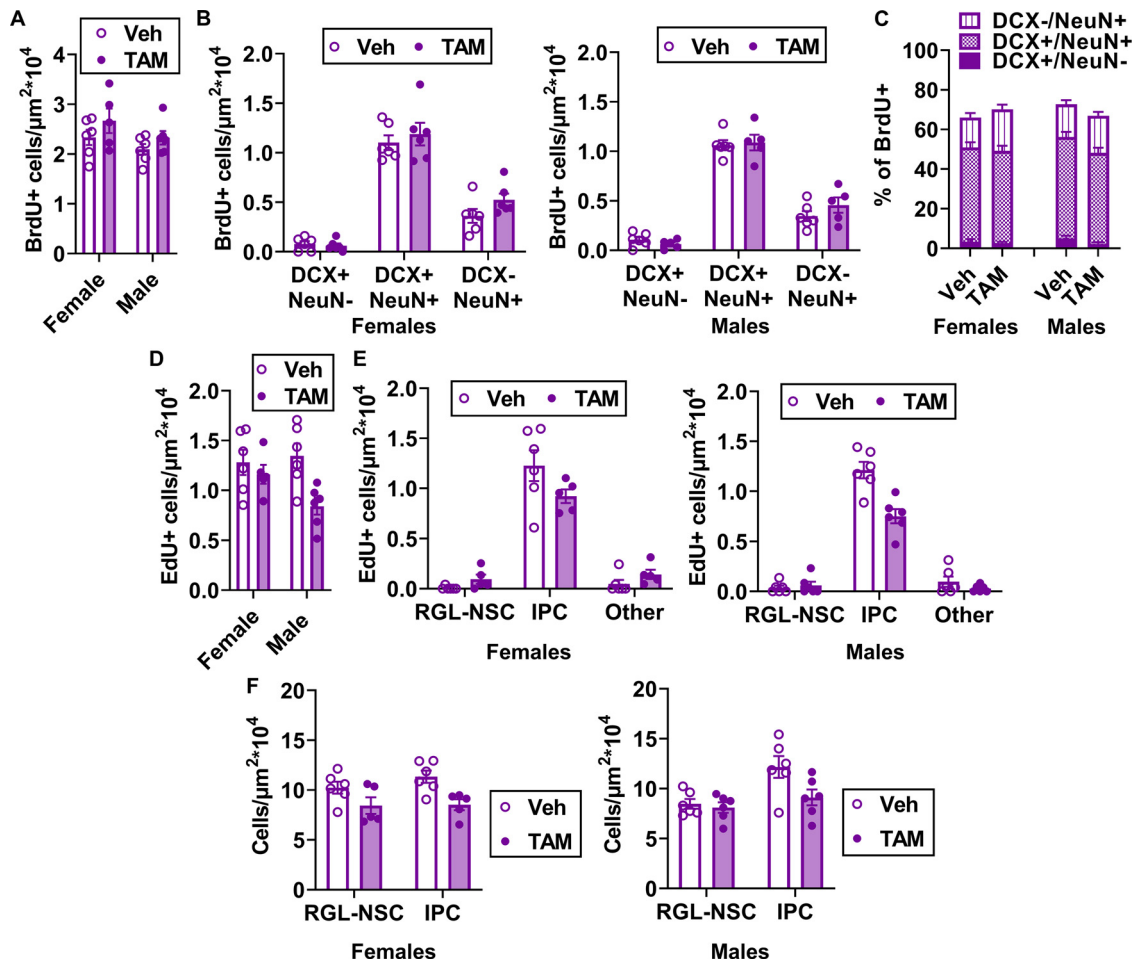 A
Veh
TAM
BrdU+ cells/µm²*10⁴
4
3
2
1
0
Female
Male
B
Veh TAM
BrdU+ cells/µm²*10⁴
2.0
1.5
1.0
0.5
0.0
DCX+ DCX+ DCX-
NeuN- NeuN+ NeuN+
Females
Veh TAM
BrdU+ cells/µm²*10⁴
2.0
1.5
1.0
0.5
0.0
DCX+ DCX+ DCX-
NeuN- NeuN+ NeuN+
Males
C
DCX-/NeuN+
DCX+/NeuN+
DCX+/NeuN-
% of BrdU+
100
80
60
40
20
0
Veh TAM Veh TAM
Females Males
D
Veh
TAM
EdU+ cells/µm²*10⁴
2.0
1.5
1.0
0.5
0.0
Female
Male
E
Veh TAM
EdU+ cells/µm²*10⁴
2.0
1.5
1.0
0.5
0.0
RGL-NSC IPC Other
Females
Veh TAM
EdU+ cells/µm²*10⁴
2.0
1.5
1.0
0.5
0.0
RGL-NSC IPC Other
Males
F
Cells/µm²*10⁴
20
15
10
5
0
RGL-NSC IPC
Females
Veh
TAM
Cells/µm²*10⁴
20
15
10
5
0
RGL-NSC IPC
Males
Veh
TAM